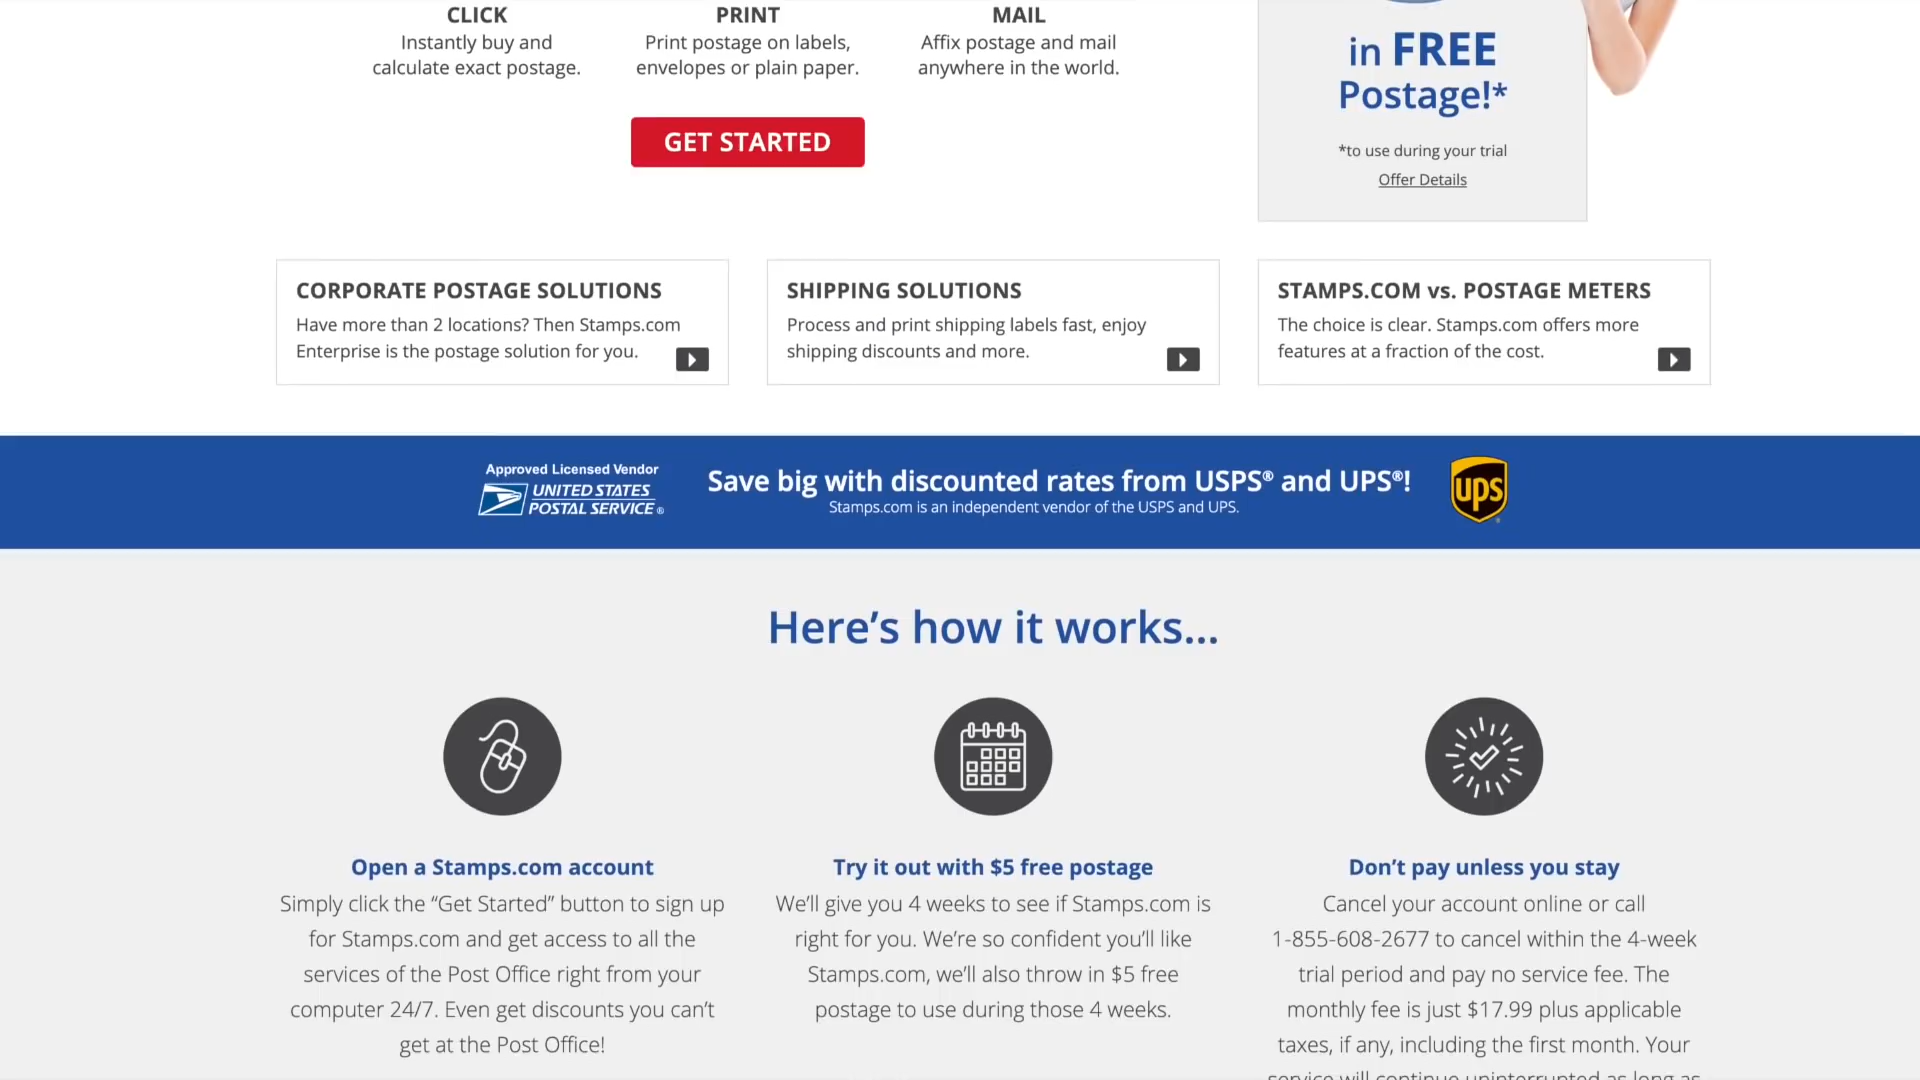 CLICK
Instantly buy and
calculate exact postage.
PRINT
Print postage on labels,
envelopes or plain paper.
MAIL
Affix postage and mail
anywhere in the world.
GET STARTED
in FREE
Postage!*
*to use during your trial
Offer Details
CORPORATE POSTAGE SOLUTIONS
Have more than 2 locations? Then Stamps.com
Enterprise is the postage solution for you.
SHIPPING SOLUTIONS
Process and print shipping labels fast, enjoy
shipping discounts and more.
STAMPS.COM vs. POSTAGE METERS
The choice is clear. Stamps.com offers more
features at a fraction of the cost.
Approved Licensed Vendor
UNITED STATES
POSTAL SERVICE®
Save big with discounted rates from USPS® and UPS®!
Stamps.com is an independent vendor of the USPS and UPS.
ups
Here’s how it works...
Open a Stamps.com account
Simply click the “Get Started” button to sign up
for Stamps.com and get access to all the
services of the Post Office right from your
computer 24/7. Even get discounts you can’t
get at the Post Office!
Try it out with $5 free postage
We’ll give you 4 weeks to see if Stamps.com is
right for you. We’re so confident you’ll like
Stamps.com, we’ll also throw in $5 free
postage to use during those 4 weeks.
Don’t pay unless you stay
Cancel your account online or call
1-855-608-2677 to cancel within the 4-week
trial period and pay no service fee. The
monthly fee is just $17.99 plus applicable
taxes, if any, including the first month. Your
service will continue uninterrupted as long as